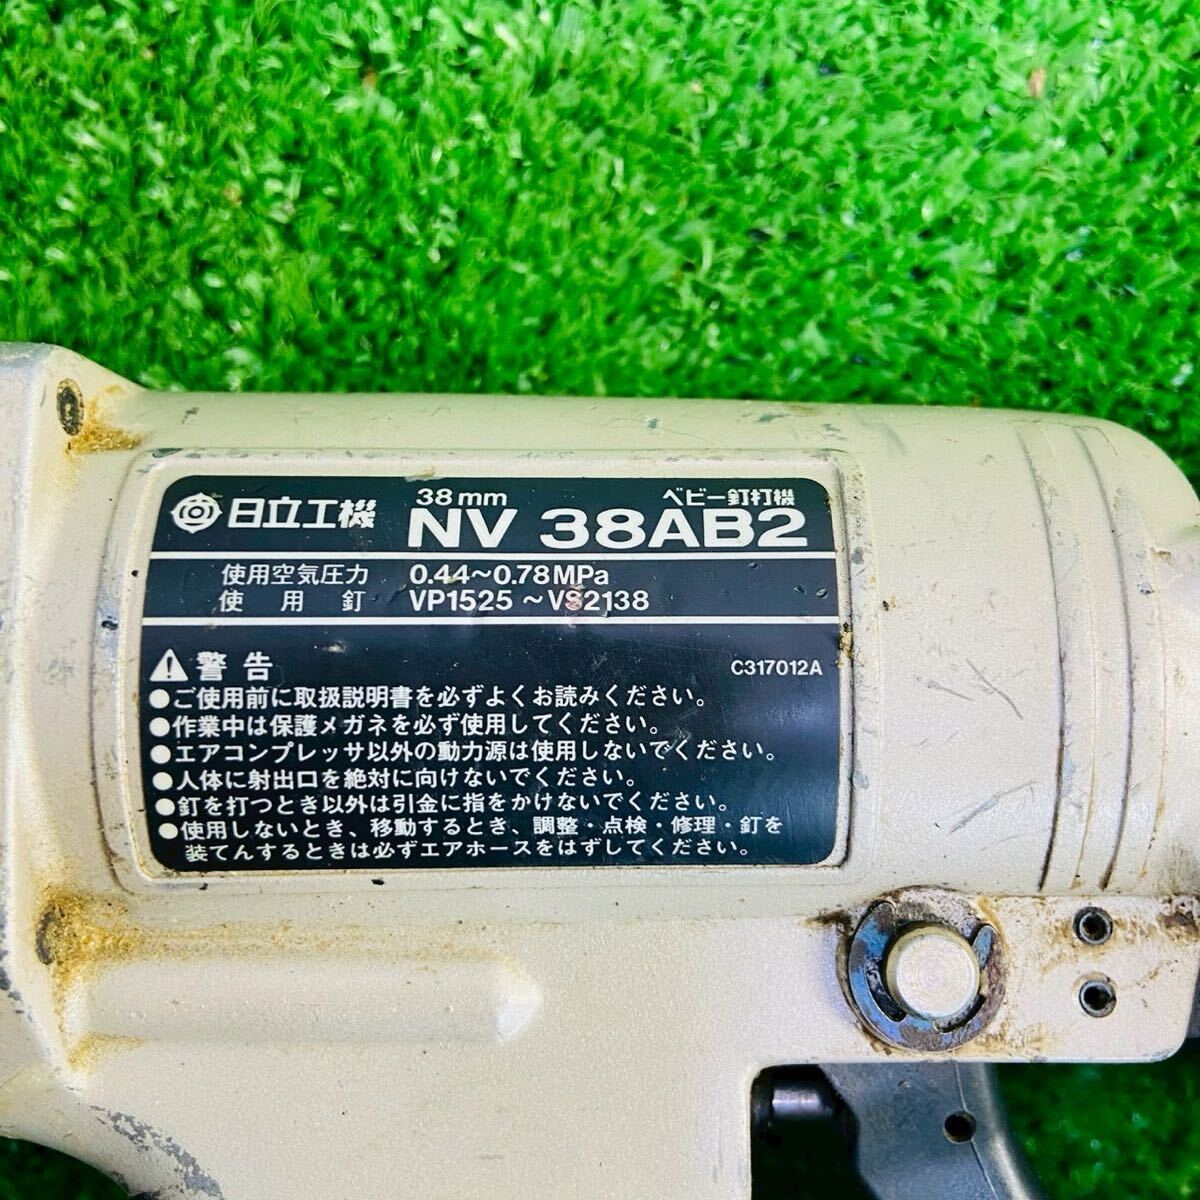 日立工機 38mm ベビー釘打機
NV 38AB2
使用空気圧力 0.44～0.78MPa
使用釘 VP1525～VS2138
警告 C317012A
●ご使用前に取扱説明書を必ずよくお読みください。
●作業中は保護メガネを必ず使用してください。
●エアコンプレッサ以外の動力源は使用しないでください。
●人体に射出口を絶対に向けないでください。
●釘を打つとき以外は引金に指をかけないでください。
●使用しないとき、移動するとき、調整・点検・修理・釘を
装てんするときは必ずエアホースをはずしてください。